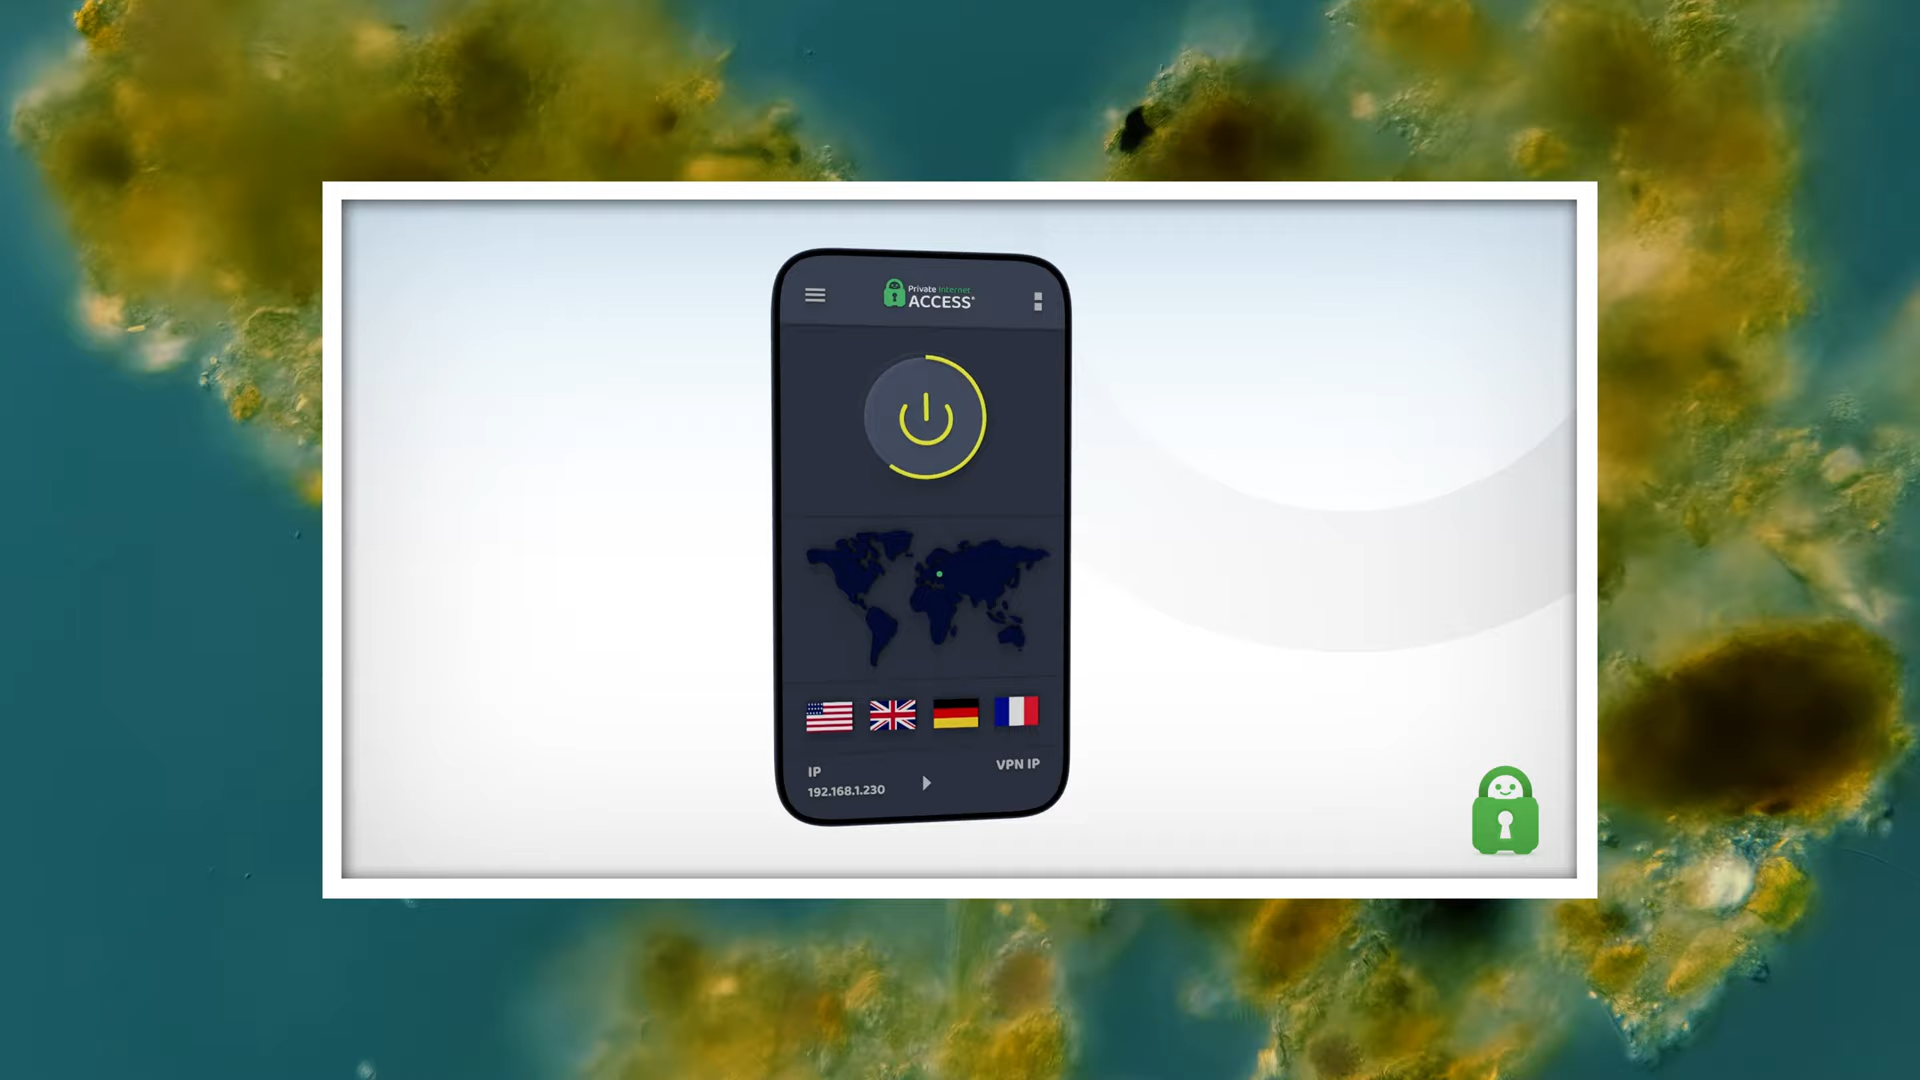 Private Internet
ACCESS®
IP
VPN IP
192.168.1.230